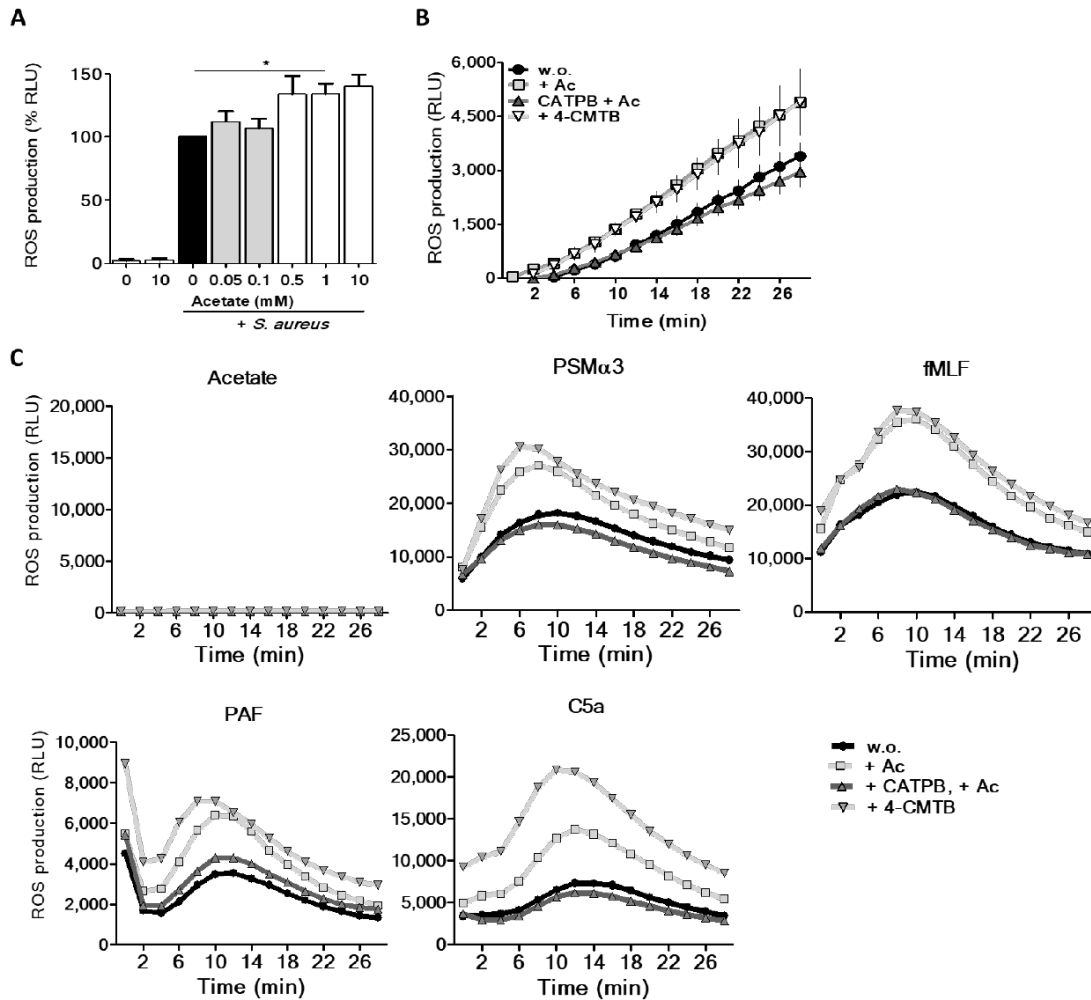 A
ROS production (% RLU)
150
100
50
0
0 10 0 0.05 0.1 0.5 1 10
Acetate (mM)
+ S. aureus
*
B
ROS production (RLU)
6,000
4,500
3,000
1,500
0
w.o.
+ Ac
CATPB + Ac
+ 4-CMTB
2 6 10 14 18 22 26
Time (min)
C
Acetate
ROS production (RLU)
20,000
15,000
10,000
5,000
0
2 6 10 14 18 22 26
Time (min)
PSMα3
40,000
30,000
20,000
10,000
0
2 6 10 14 18 22 26
Time (min)
fMLF
40,000
30,000
20,000
10,000
0
2 6 10 14 18 22 26
Time (min)
PAF
ROS production (RLU)
10,000
8,000
6,000
4,000
2,000
0
2 6 10 14 18 22 26
Time (min)
C5a
25,000
20,000
15,000
10,000
5,000
0
2 6 10 14 18 22 26
Time (min)
w.o.
+ Ac
+ CATPB, + Ac
+ 4-CMTB